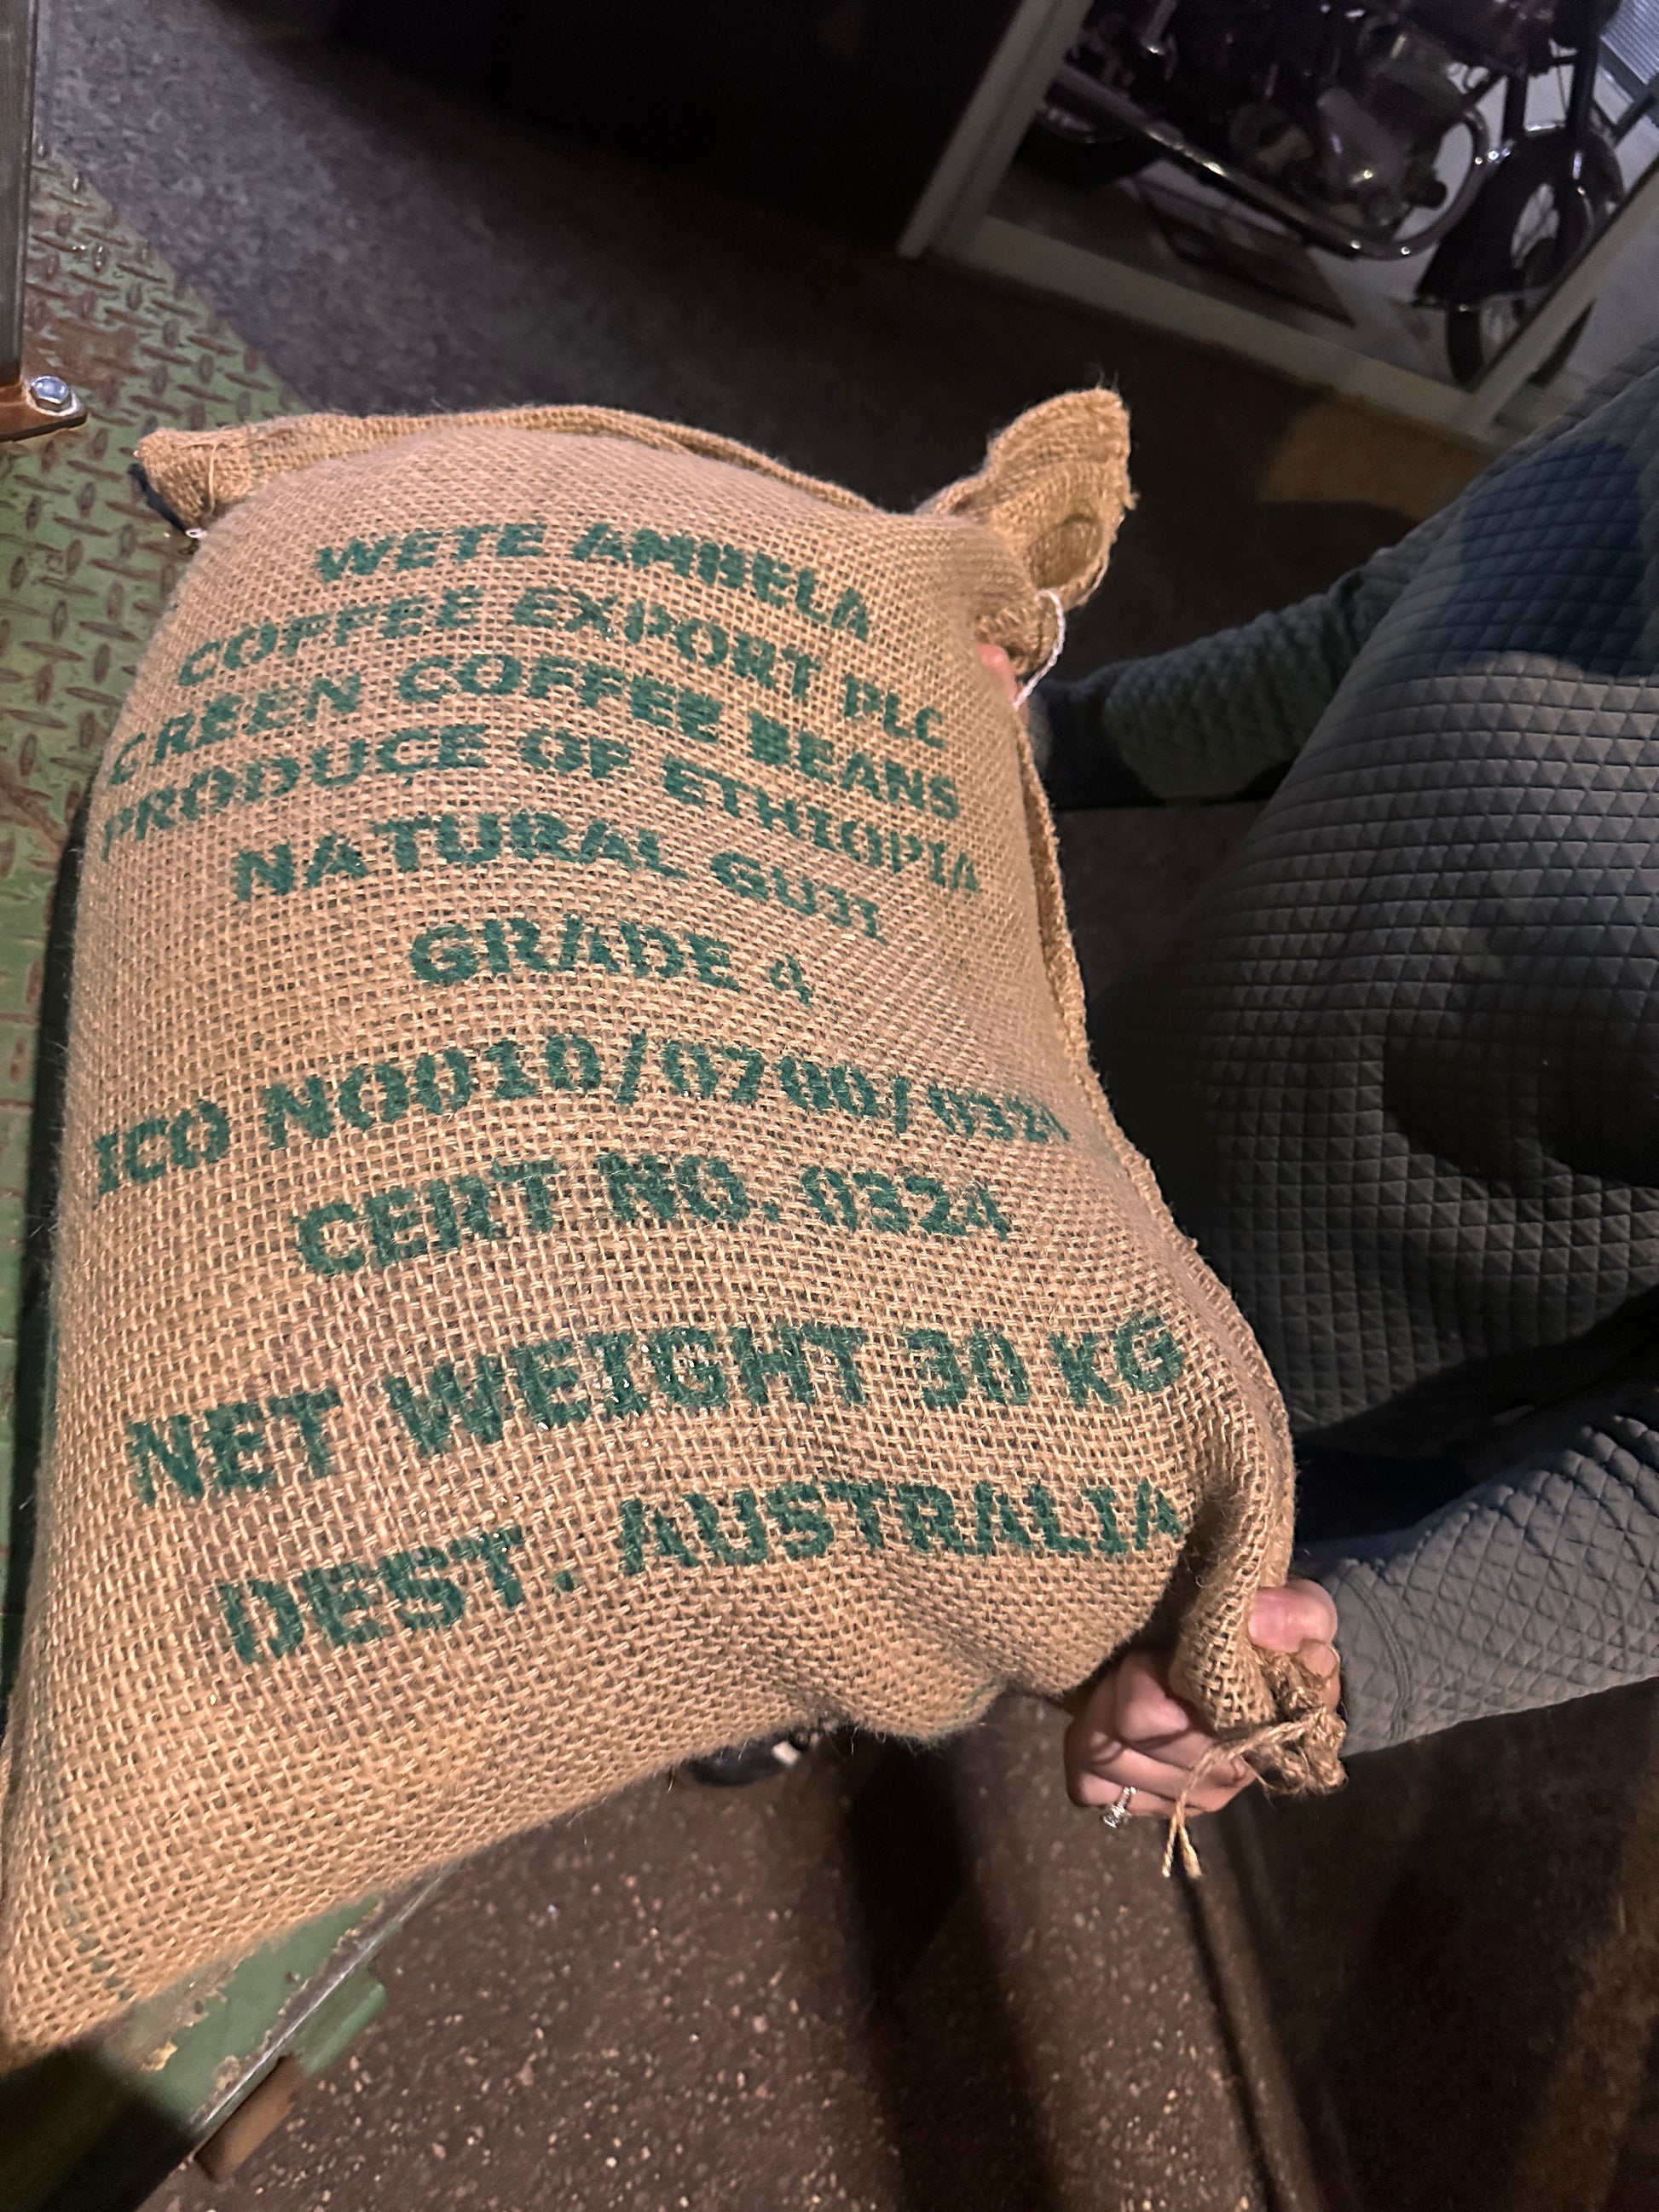 WETE AMBELA
COFFEE EXPORT PLC
GREEN COFFEE BEANS
PRODUCE OF ETHIOPIA
NATURAL GUJI
GRADE 4
ICO NO010/0700/0324
CERT NO. 0324
NET WEIGHT 30 KG
DEST. AUSTRALIA